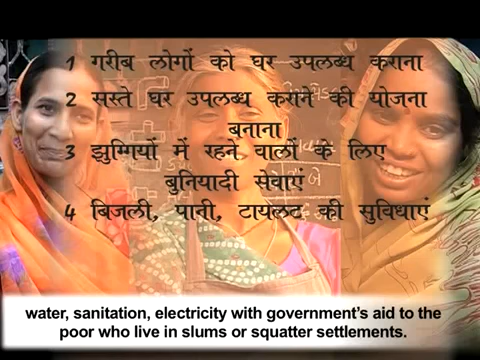 1 गरीब लोगों को घर उपलब्ध कराना
2 सस्ते घर उपलब्ध कराने की योजना
बनाना
3 झुग्गियों में रहने वालों के लिए
बुनियादी सेवाएं
4 बिजली, पानी, टायलट की सुविधाएं
water, sanitation, electricity with government's aid to the
poor who live in slums or squatter settlements.